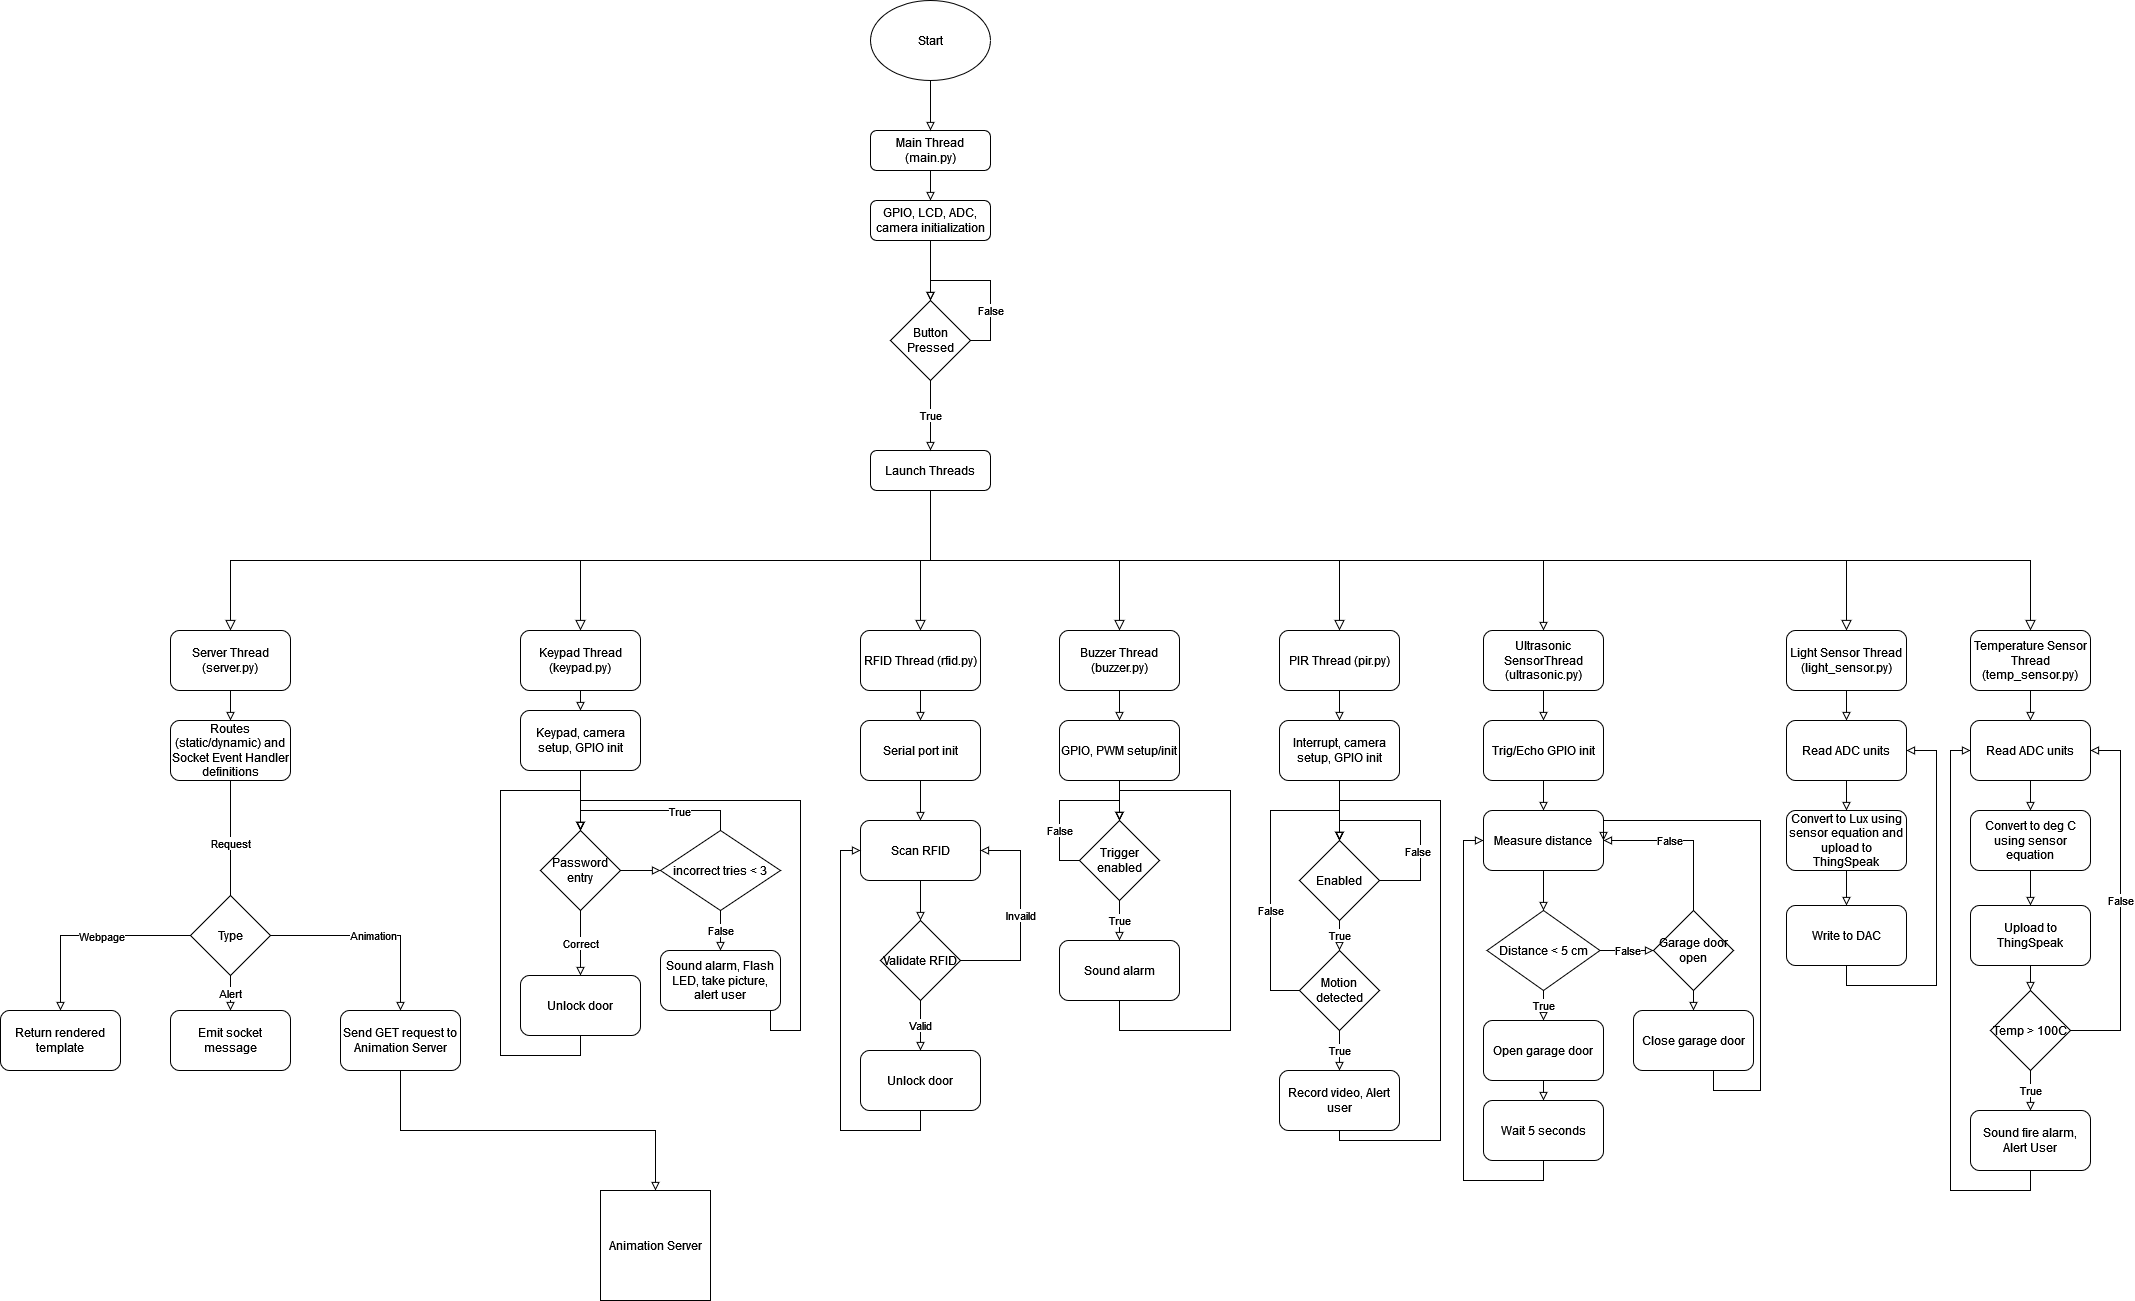 Start
Main Thread
(main.py)
GPIO, LCD, ADC,
camera initialization
Button
Pressed
False
True
Launch Threads
Server Thread
(server.py)
Routes
(static/dynamic) and
Socket Event Handler
definitions
Request
Type
Webpage
Alert
Animation
Return rendered
template
Emit socket
message
Send GET request to
Animation Server
Animation Server
Keypad Thread
(keypad.py)
Keypad, camera
setup, GPIO init
Password
entry
True
incorrect tries < 3
Correct
False
Unlock door
Sound alarm, Flash
LED, take picture,
alert user
RFID Thread (rfid.py)
Serial port init
Scan RFID
Invaild
Validate RFID
Valid
Unlock door
Buzzer Thread
(buzzer.py)
GPIO, PWM setup/init
False
Trigger
enabled
True
Sound alarm
PIR Thread (pir.py)
Interrupt, camera
setup, GPIO init
Enabled
False
True
False
Motion
detected
True
Record video, Alert
user
Ultrasonic
SensorThread
(ultrasonic.py)
Trig/Echo GPIO init
Measure distance
False
Distance < 5 cm
False
Garage door
open
True
Open garage door
Close garage door
Wait 5 seconds
Light Sensor Thread
(light_sensor.py)
Read ADC units
Convert to Lux using
sensor equation and
upload to
ThingSpeak
Write to DAC
Temperature Sensor
Thread
(temp_sensor.py)
Read ADC units
Convert to deg C
using sensor
equation
False
Upload to
ThingSpeak
Temp > 100C
True
Sound fire alarm,
Alert User